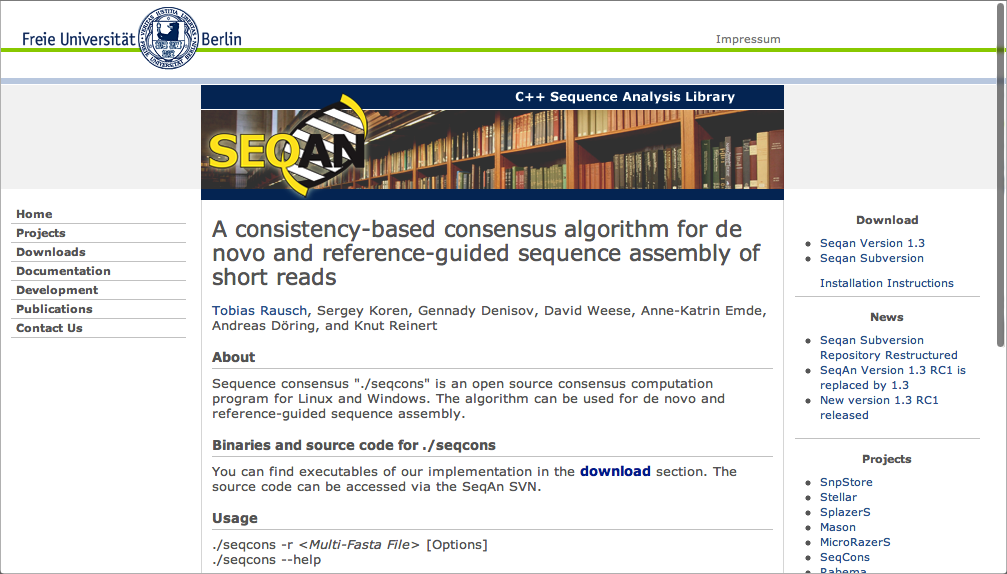 Freie Universität Berlin
Impressum
C++ Sequence Analysis Library
SEQAN
Home
Projects
Downloads
Documentation
Development
Publications
Contact Us
A consistency-based consensus algorithm for de
novo and reference-guided sequence assembly of
short reads
Tobias Rausch, Sergey Koren, Gennady Denisov, David Weese, Anne-Katrin Emde,
Andreas Döring, and Knut Reinert
About
Sequence consensus "./seqcons" is an open source consensus computation
program for Linux and Windows. The algorithm can be used for de novo and
reference-guided sequence assembly.
Binaries and source code for ./seqcons
You can find executables of our implementation in the download section. The
source code can be accessed via the SeqAn SVN.
Usage
./seqcons -r <Multi-Fasta File> [Options]
./seqcons --help
Download
Seqan Version 1.3
Seqan Subversion
Installation Instructions
News
Seqan Subversion
Repository Restructured
SeqAn Version 1.3 RC1 is
replaced by 1.3
New version 1.3 RC1
released
Projects
SnpStore
Stellar
SplazerS
Mason
MicroRazerS
SeqCons
Rabema